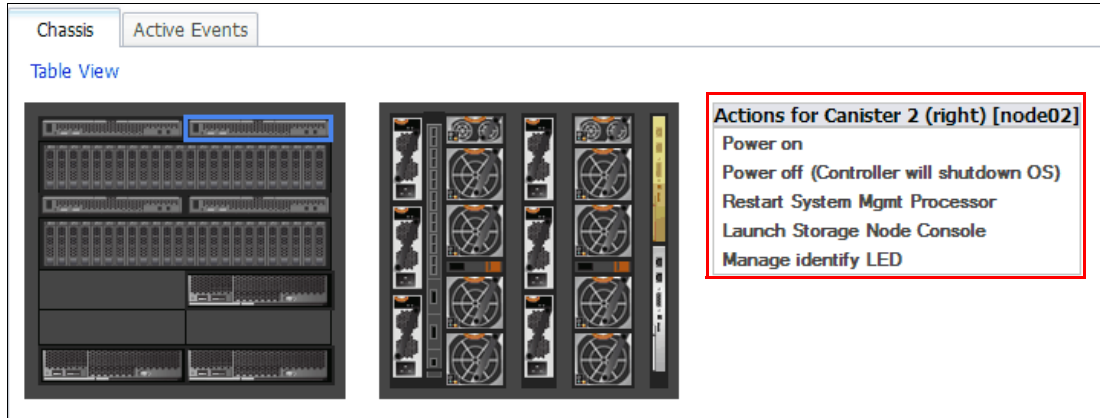 Chassis
Active Events
Table View
Actions for Canister 2 (right) [node02]
Power on
Power off (Controller will shutdown OS)
Restart System Mgmt Processor
Launch Storage Node Console
Manage identify LED